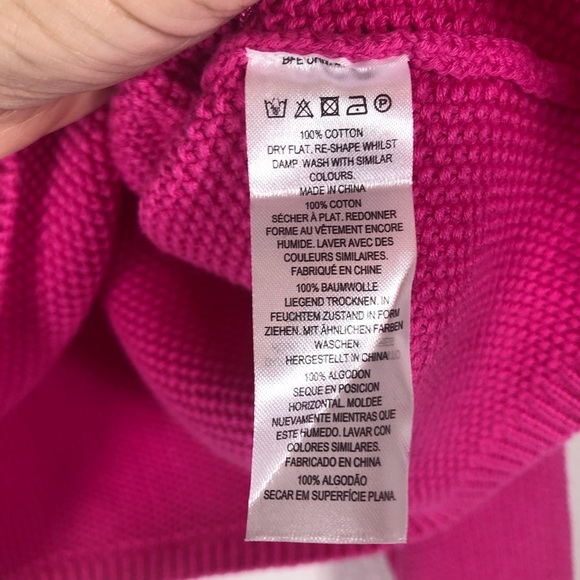 100% COTTON
DRY FLAT. RE-SHAPE WHILST
DAMP. WASH WITH SIMILAR
COLOURS.
MADE IN CHINA
100% COTON
SÉCHER À PLAT. REDONNER
FORME AU VÊTEMENT ENCORE
HUMIDE. LAVER AVEC DES
COULEURS SIMILAIRES.
FABRIQUÉ EN CHINE
100% BAUMWOLLE
LIEGEND TROCKNEN. IN
FEUCHTEM ZUSTAND IN FORM
ZIEHEN. MIT ÄHNLICHEN FARBEN
WASCHEN.
HERGESTELLT IN CHINA
100% ALGODON
SEQUE EN POSICION
HORIZONTAL. MOLDEE
NUEVAMENTE MIENTRAS QUE
ESTE HUMEDO. LAVAR CON
COLORES SIMILARES.
FABRICADO EN CHINA
100% ALGODÃO
SECAR EM SUPERFÍCIE PLANA.